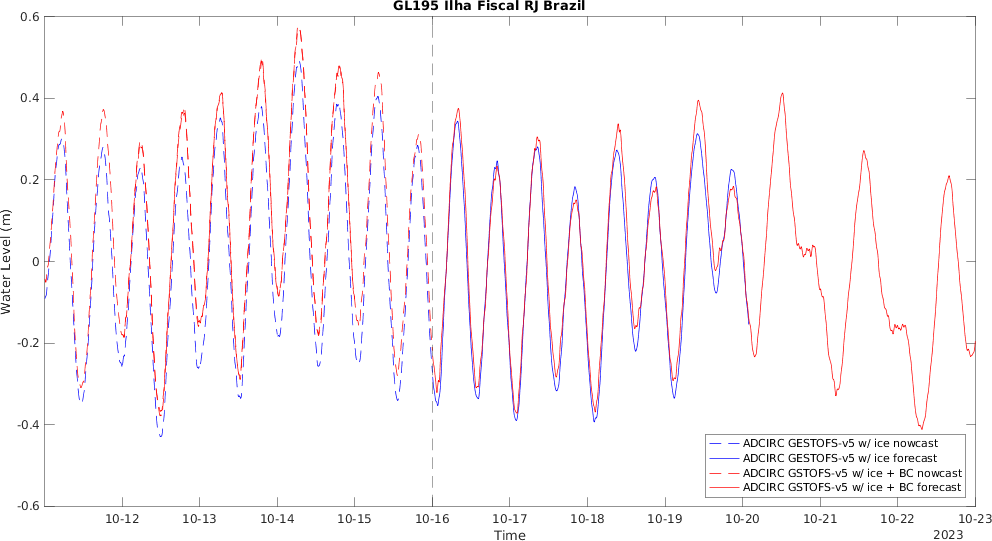 GL195 Ilha Fiscal RJ Brazil
0.6
0.4
0.2
0
-0.2
-0.4
-0.6
Water Level (m)
ADCIRC GESTOFS-v5 w/ ice nowcast
ADCIRC GESTOFS-v5 w/ ice forecast
ADCIRC GSTOFS-v5 w/ ice + BC nowcast
ADCIRC GSTOFS-v5 w/ ice + BC forecast
10-12 10-13 10-14 10-15 10-16 10-17 10-18 10-19 10-20 10-21 10-22 10-23
Time
2023